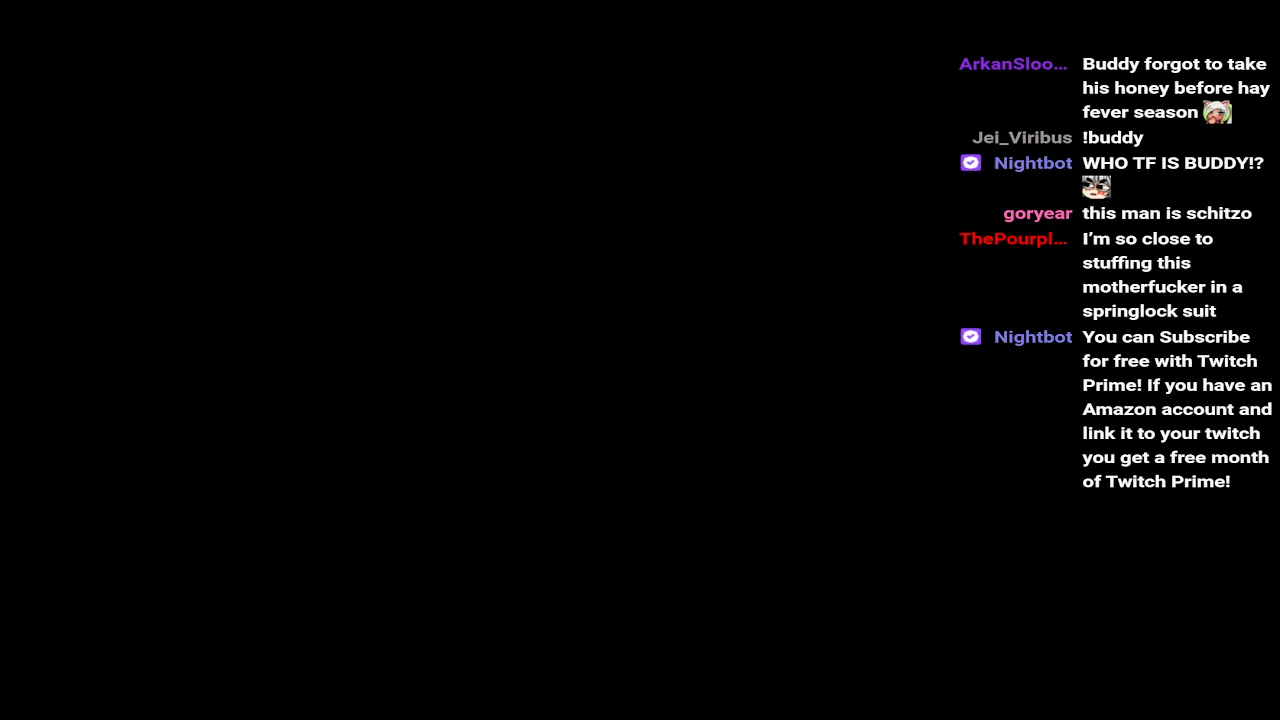 ArkanSloo... Buddy forgot to take
his honey before hay
fever season
Jei_Viribus !buddy
Nightbot WHO TF IS BUDDY!?
goryear this man is schitzo
ThePourpl... I'm so close to
stuffing this
motherfucker in a
springlock suit
Nightbot You can Subscribe
for free with Twitch
Prime! If you have an
Amazon account and
link it to your twitch
you get a free month
of Twitch Prime!